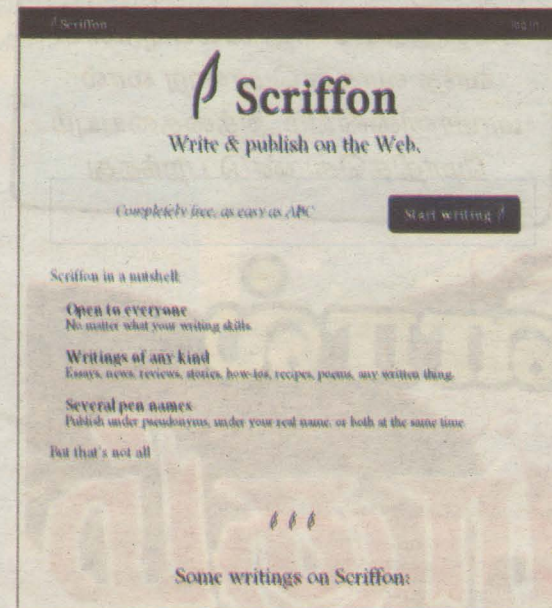 Scriffon
log in
Scriffon
Write & publish on the Web.
Completely free, as easy as ABC
Start writing
Scriffon in a nutshell:
Open to everyone
No matter what your writing skills.
Writings of any kind
Essays, news, reviews, stories, how-tos, recipes, poems, any written thing.
Several pen names
Publish under pseudonyms, under your real name, or both at the same time.
But that's not all
Some writings on Scriffon: